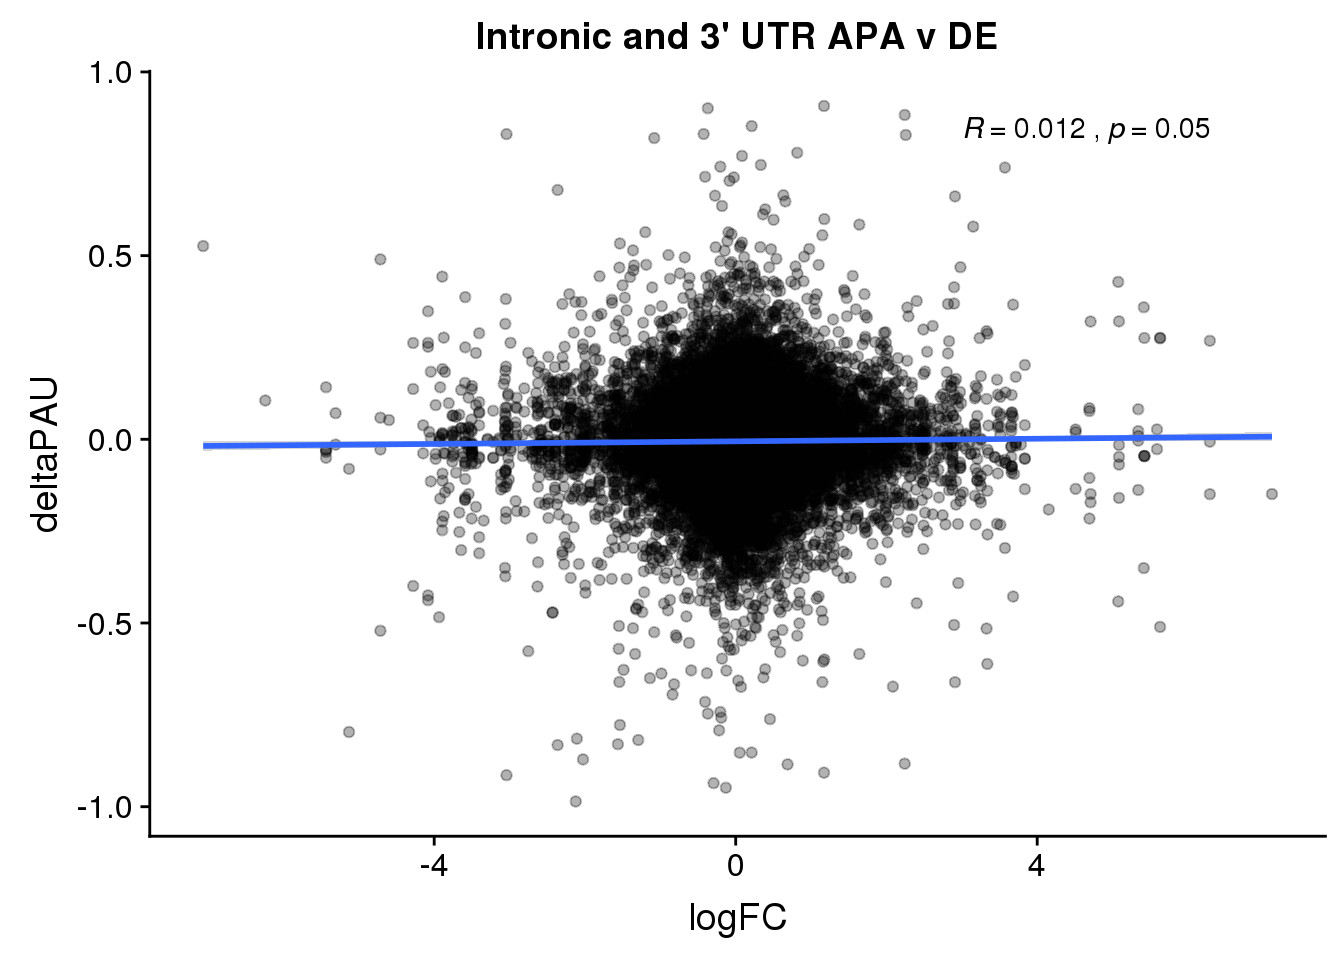 Intronic and 3' UTR APA v DE
R = 0.012 , p = 0.05
1.0
0.5
0.0
-0.5
-1.0
deltaPAU
-4 0 4
logFC